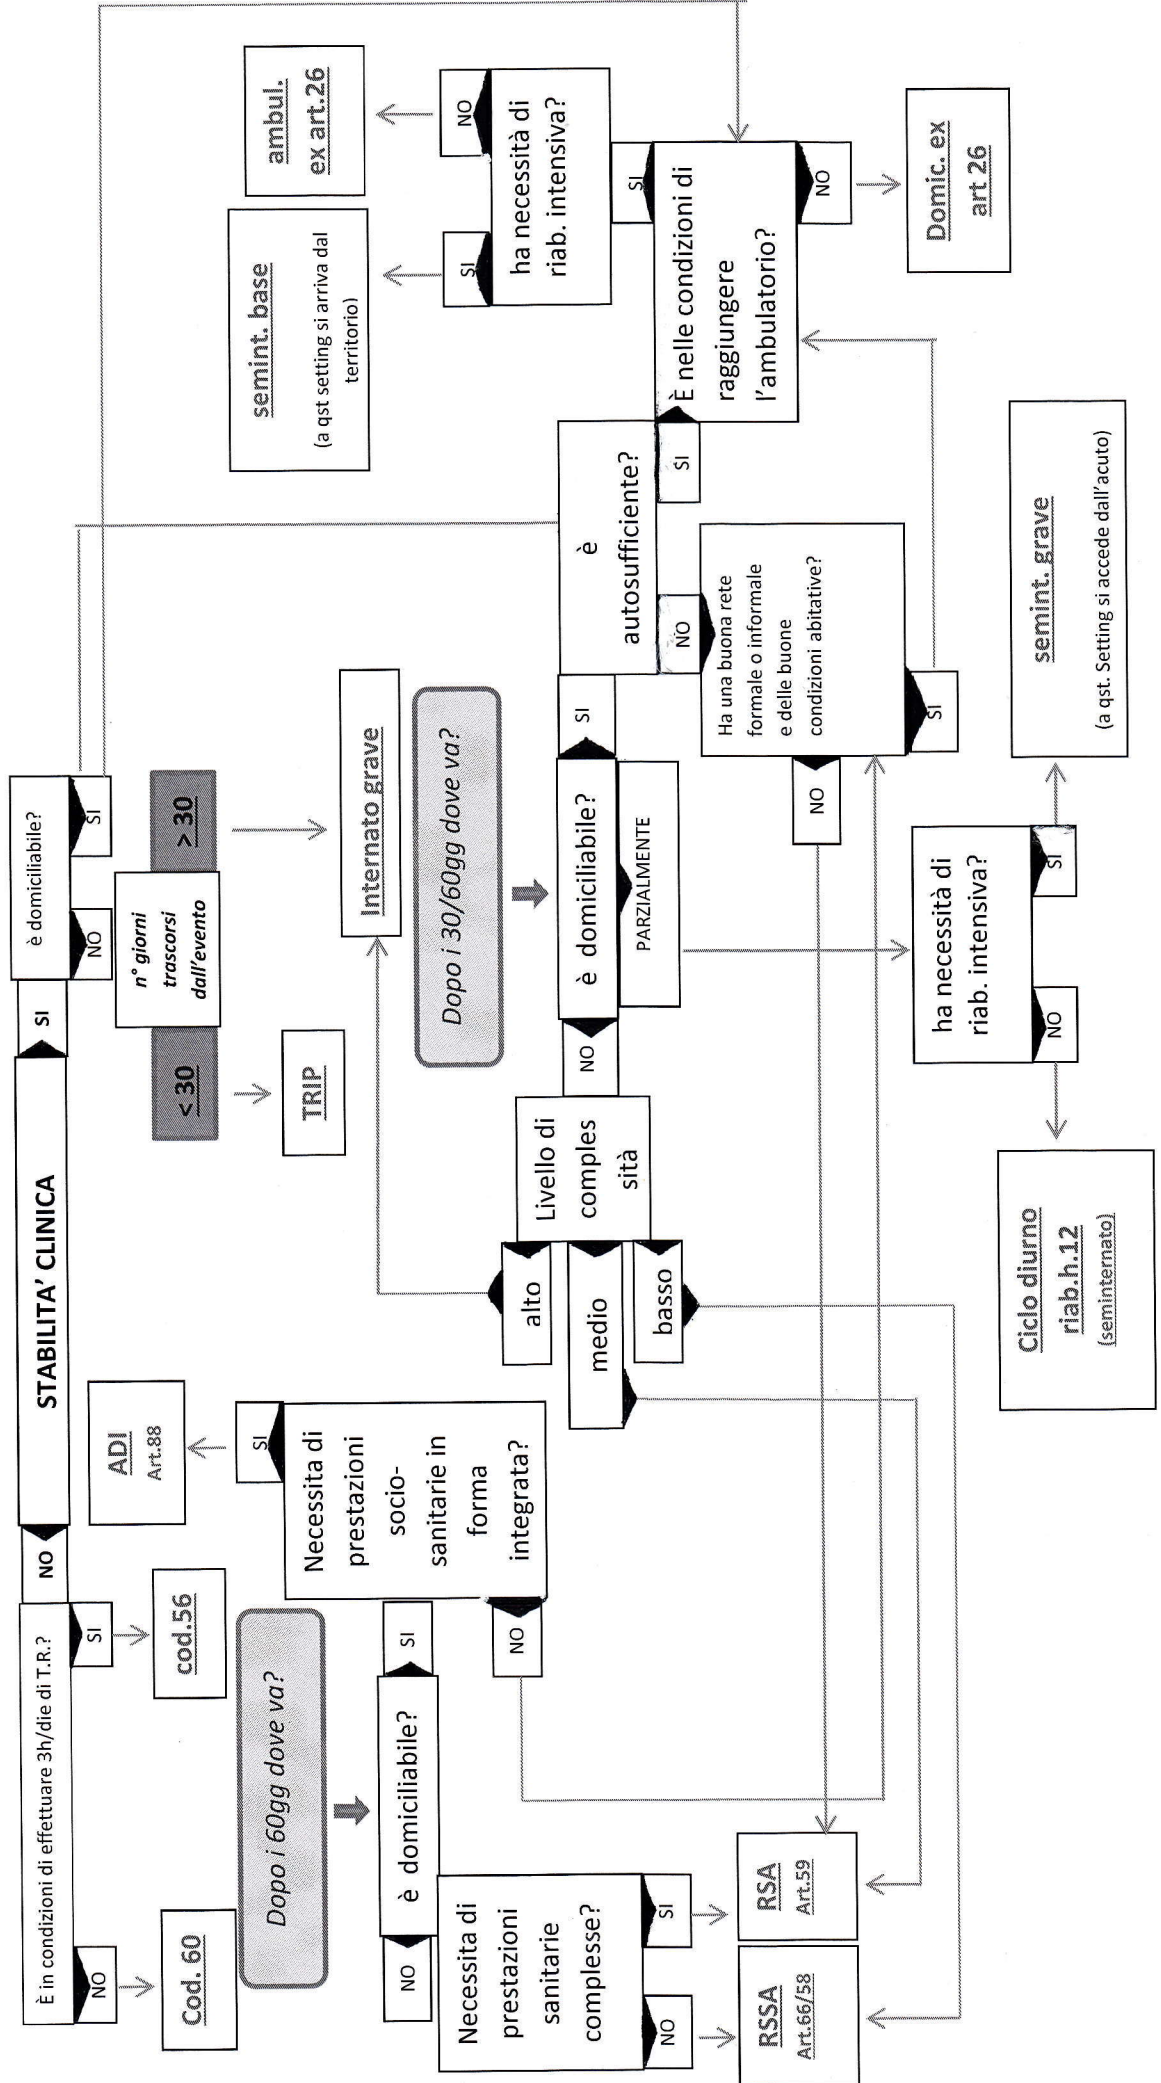 STABILITA' CLINICA
NO
SI
È in condizioni di effettuare 3h/die di T.R.?
NO
SI
Cod. 60
cod.56
è domiciliabile?
NO
SI
n° giorni
trascorsi
dall'evento
< 30
> 30
TRIP
Internato grave
Dopo i 60gg dove va?
è domiciliabile?
NO
SI
Necessita di
prestazioni
sanitarie
complesse?
NO
SI
RSSA
Art.66/58
RSA
Art.59
Necessita di
prestazioni
socio-
sanitarie in
forma
integrata?
SI
NO
ADI
Art.88
Dopo i 30/60gg dove va?
è domiciliabile?
NO
SI
PARZIALMENTE
Livello di
comples
sità
alto
medio
basso
ha necessità di
riab. intensiva?
NO
SI
Ciclo diurno
riab.h.12
(seminternato)
semint. grave
(a qst. Setting si accede dall'acuto)
è
autosufficiente?
NO
SI
Ha una buona rete
formale o informale
e delle buone
condizioni abitative?
NO
SI
È nelle condizioni di
raggiungere
l'ambulatorio?
SI
NO
Domic. ex
art 26
ha necessità di
riab. intensiva?
SI
NO
semint. base
(a qst setting si arriva dal
territorio)
ambul.
ex art.26